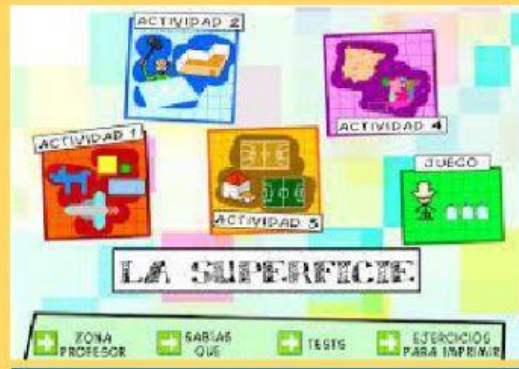 ACTIVIDAD 2
ACTIVIDAD 4
ACTIVIDAD 1
JUEGO
ACTIVIDAD 3
LA SUPERFICIE
ZONA
PROFESOR
SABIAS
QUE
TESTS
EJERCICIOS
PARA IMPRIMIR